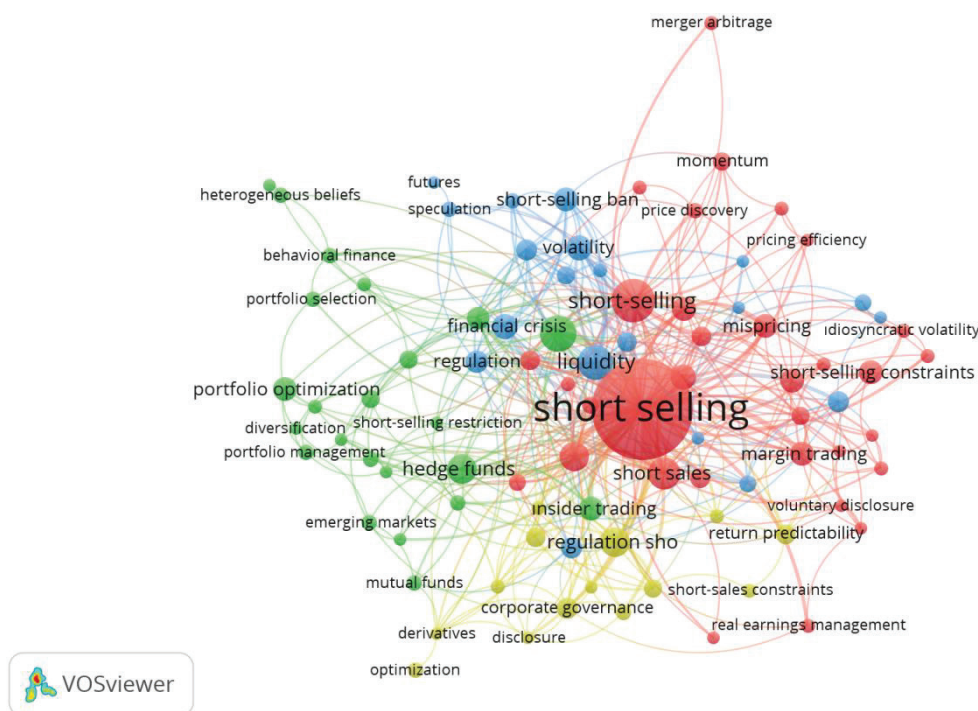 merger arbitrage
momentum
futures
heterogeneous beliefs
short-selling ban
speculation
price discovery
volatility
pricing efficiency
behavioral finance
portfolio selection
short-selling
financial crisis
mispricing
ıdiosyncratic volatility
regulation
liquidity
short-selling constraints
portfolio optimization
short selling
diversification
short-selling restriction
portfolio management
margin trading
hedge funds
short sales
voluntary disclosure
ınsider trading
emerging markets
return predictability
regulation sho
mutual funds
short-sales constraints
corporate governance
real earnings management
derivatives
disclosure
optimization
VOSviewer